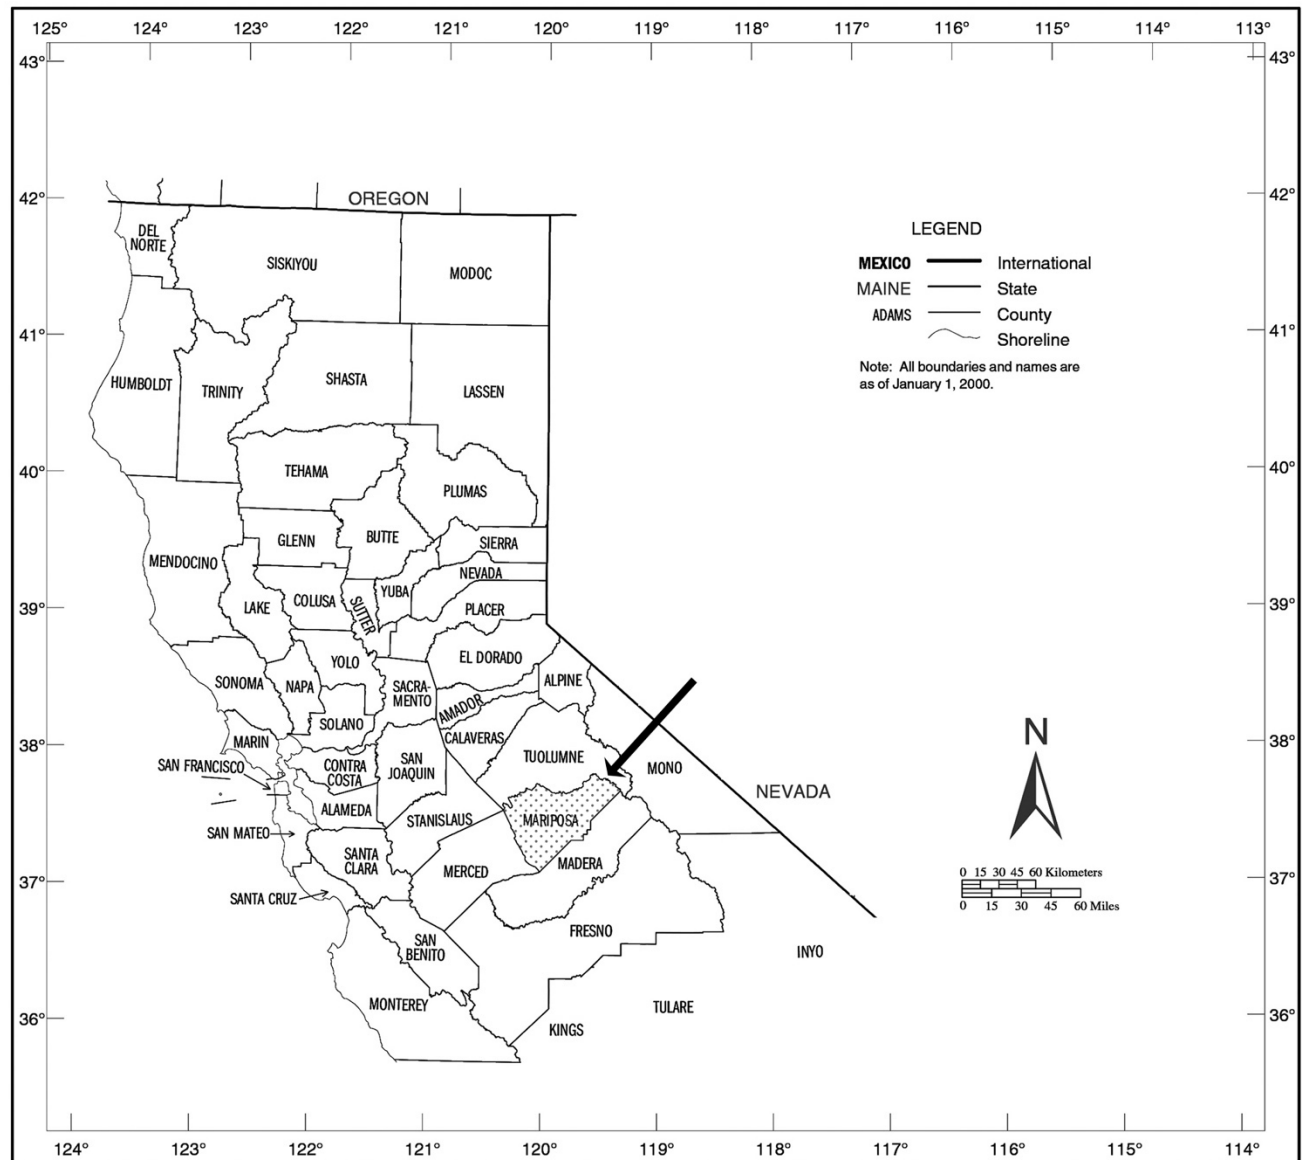 125° 124° 123° 122° 121° 120° 119° 118° 117° 116° 115° 114° 113°
43° 43°
42° 42°
OREGON
DEL
NORTE
SISKIYOU
MODOC
LEGEND
MEXICO International
MAINE State
ADAMS County
Shoreline
Note: All boundaries and names are
as of January 1, 2000.
41° 41°
HUMBOLDT
TRINITY
SHASTA
LASSEN
40° 40°
TEHAMA
PLUMAS
GLENN
BUTTE
SIERRA
MENDOCINO
NEVADA
YUBA
COLUSA
SUTTER
LAKE
PLACER
39° 39°
YOLO
EL DORADO
SONOMA
NAPA
SACRA-
MENTO
ALPINE
AMADOR
SOLANO
38° 38°
MARIN
CALAVERAS
TUOLUMNE
SAN FRANCISCO
CONTRA
COSTA
SAN
JOAQUIN
MONO
NEVADA
N
ALAMEDA
STANISLAUS
MARIPOSA
SAN MATEO
SANTA
CLARA
MERCED
MADERA
37° 37°
SANTA CRUZ
0 15 30 45 60 Kilometers
0 15 30 45 60 Miles
FRESNO
SAN
BENITO
INYO
MONTEREY
TULARE
36° 36°
KINGS
124° 123° 122° 121° 120° 119° 118° 117° 116° 115° 114°